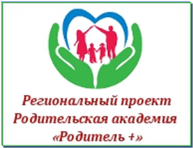 Региональный проект
Родительская академия
«Родитель +»